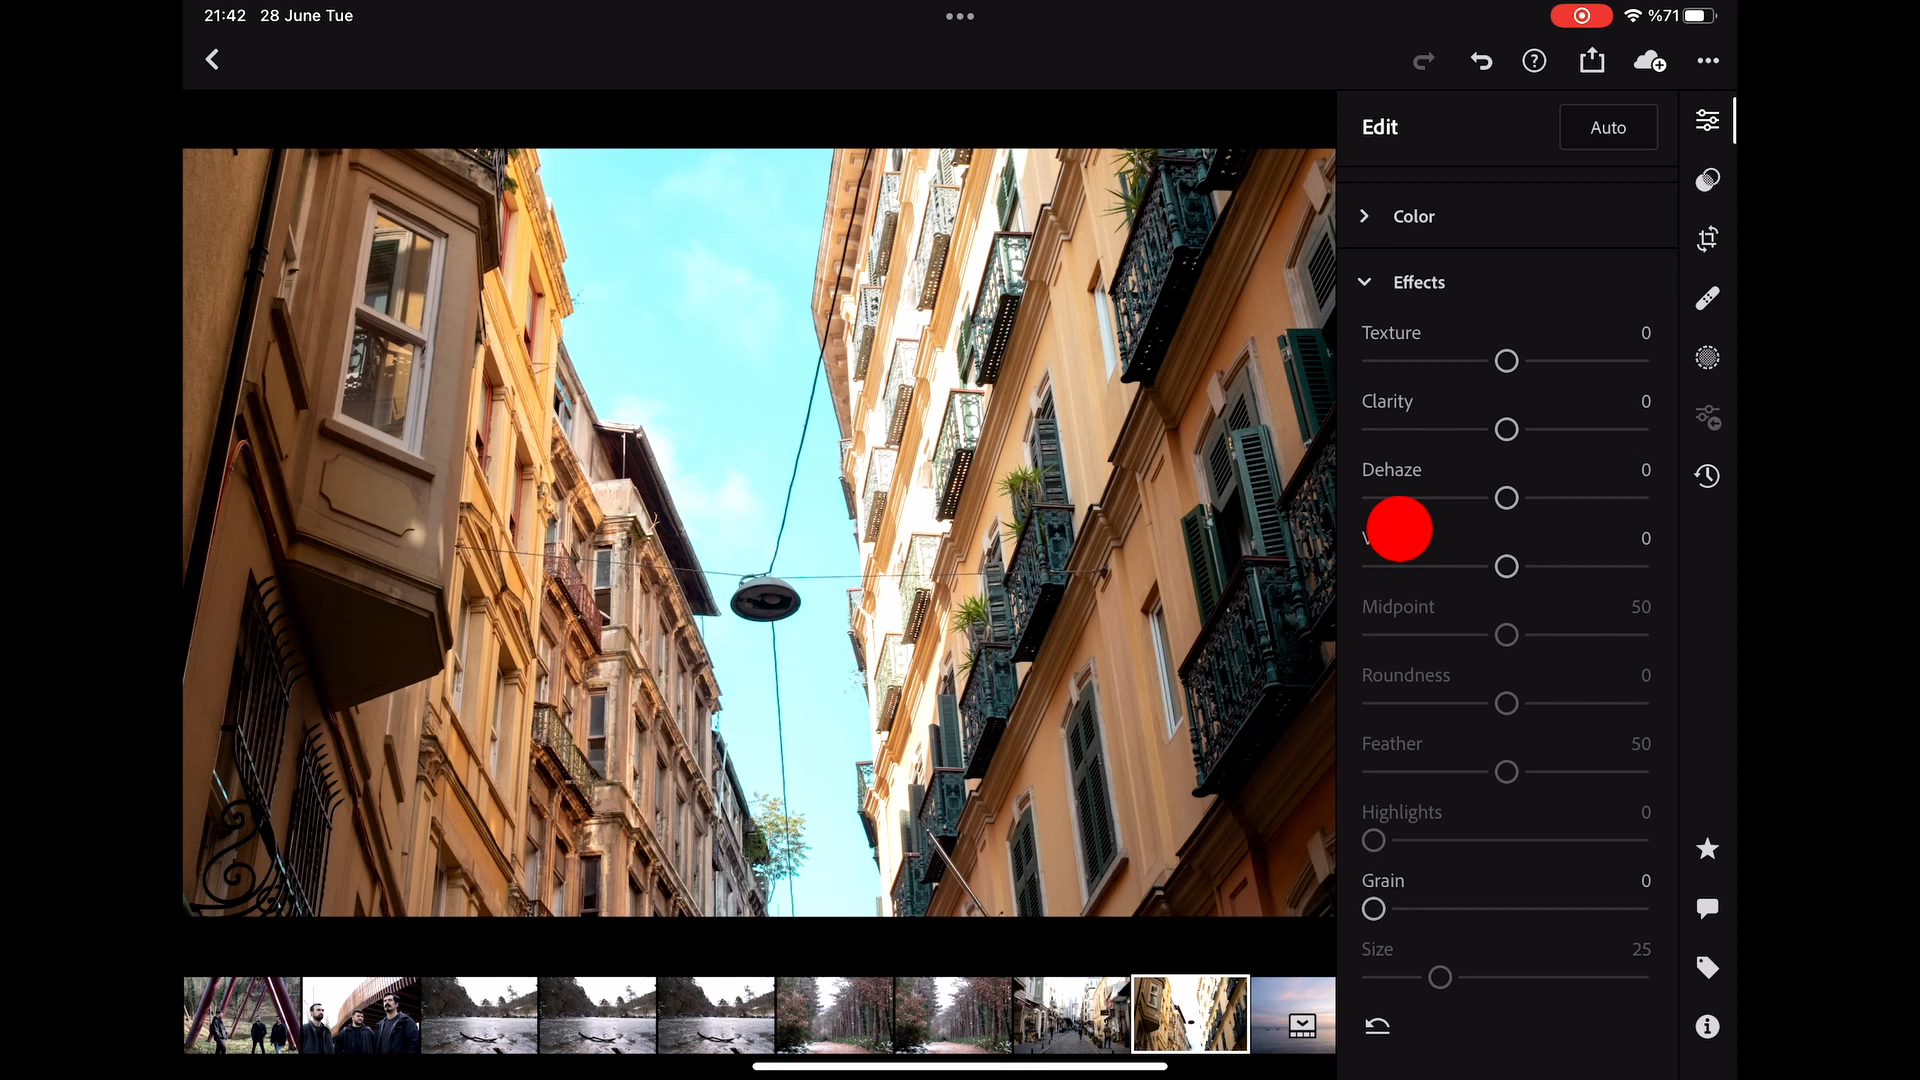 21:42 28 June Tue
%71
Edit
Auto
Color
Effects
Texture 0
Clarity 0
Dehaze 0
0
Midpoint 50
Roundness 0
Feather 50
Highlights 0
Grain 0
Size 25